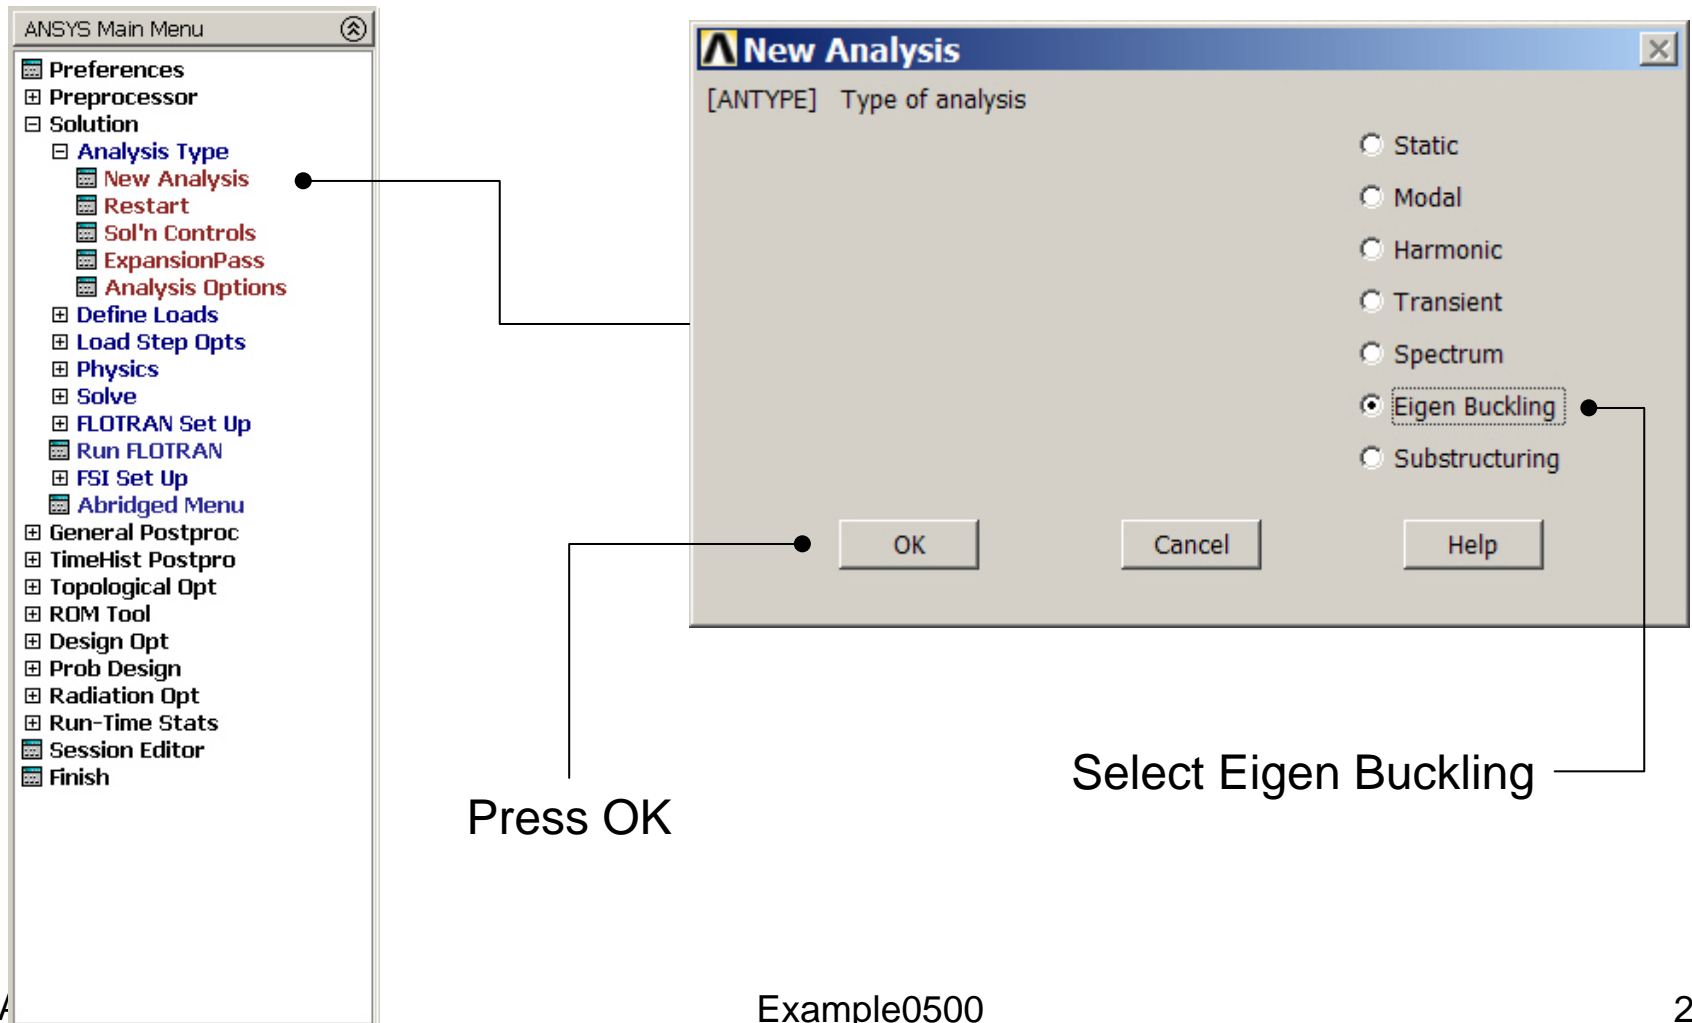 ANSYS Main Menu
Preferences
Preprocessor
Solution
Analysis Type
New Analysis
Restart
Sol'n Controls
ExpansionPass
Analysis Options
Define Loads
Load Step Opts
Physics
Solve
FLOTRAN Set Up
Run FLOTRAN
FSI Set Up
Abridged Menu
General Postproc
TimeHist Postpro
Topological Opt
ROM Tool
Design Opt
Prob Design
Radiation Opt
Run-Time Stats
Session Editor
Finish
New Analysis
[ANTYPE] Type of analysis
Static
Modal
Harmonic
Transient
Spectrum
Eigen Buckling
Substructuring
OK Cancel Help
Select Eigen Buckling
Press OK
Example0500
2